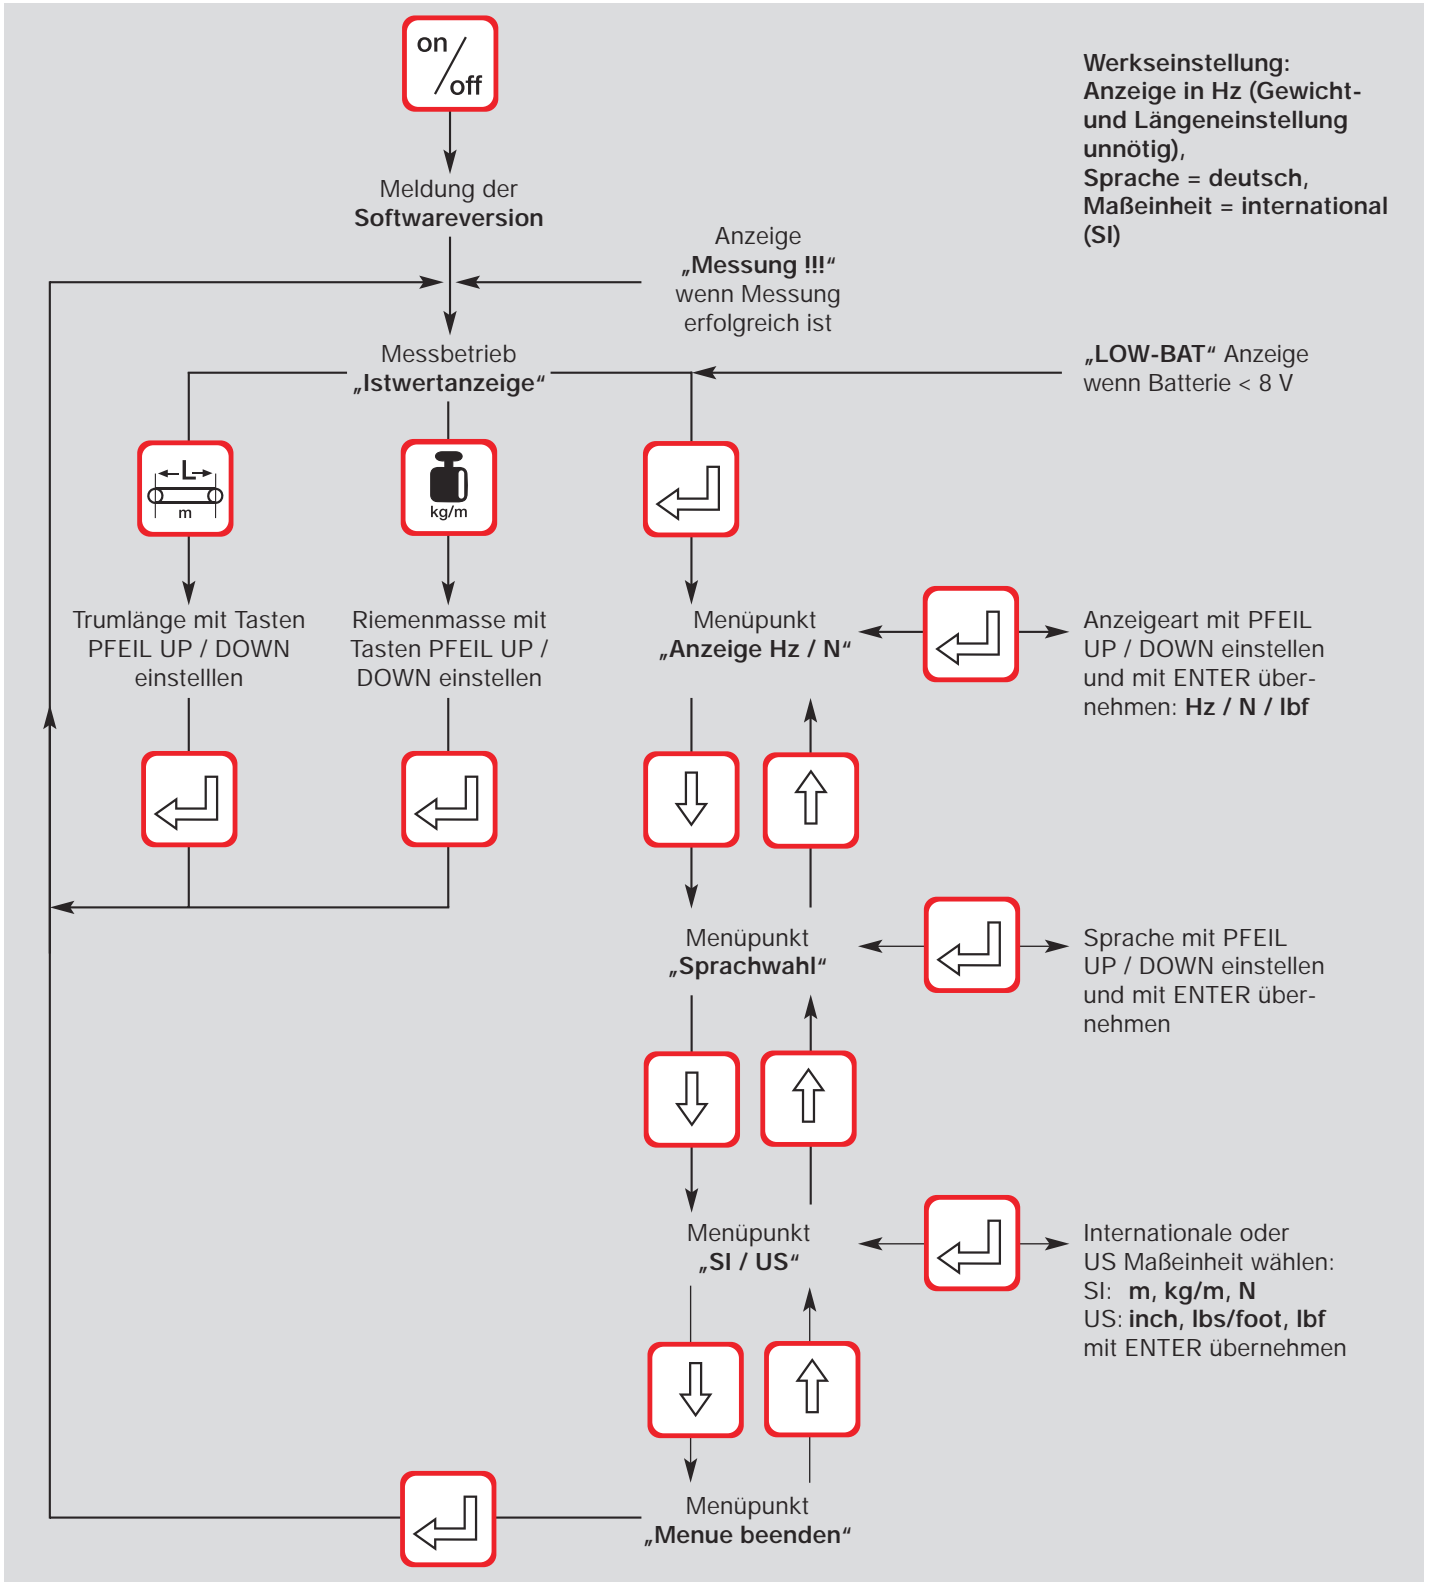 on
off
Werkseinstellung:
Anzeige in Hz (Gewicht-
und Längeneinstellung
unnötig),
Sprache = deutsch,
Maßeinheit = international
(SI)
Meldung der
Softwareversion
Anzeige
„Messung !!!“
wenn Messung
erfolgreich ist
Messbetrieb
„Istwertanzeige“
„LOW-BAT“ Anzeige
wenn Batterie < 8 V
L
m
kg/m
Trumlänge mit Tasten
PFEIL UP / DOWN
einstelllen
Riemenmasse mit
Tasten PFEIL UP /
DOWN einstellen
Menüpunkt
„Anzeige Hz / N“
Anzeigeart mit PFEIL
UP / DOWN einstellen
und mit ENTER über-
nehmen: Hz / N / lbf
Menüpunkt
„Sprachwahl“
Sprache mit PFEIL
UP / DOWN einstellen
und mit ENTER über-
nehmen
Menüpunkt
„SI / US“
Internationale oder
US Maßeinheit wählen:
SI: m, kg/m, N
US: inch, lbs/foot, lbf
mit ENTER übernehmen
Menüpunkt
„Menue beenden“